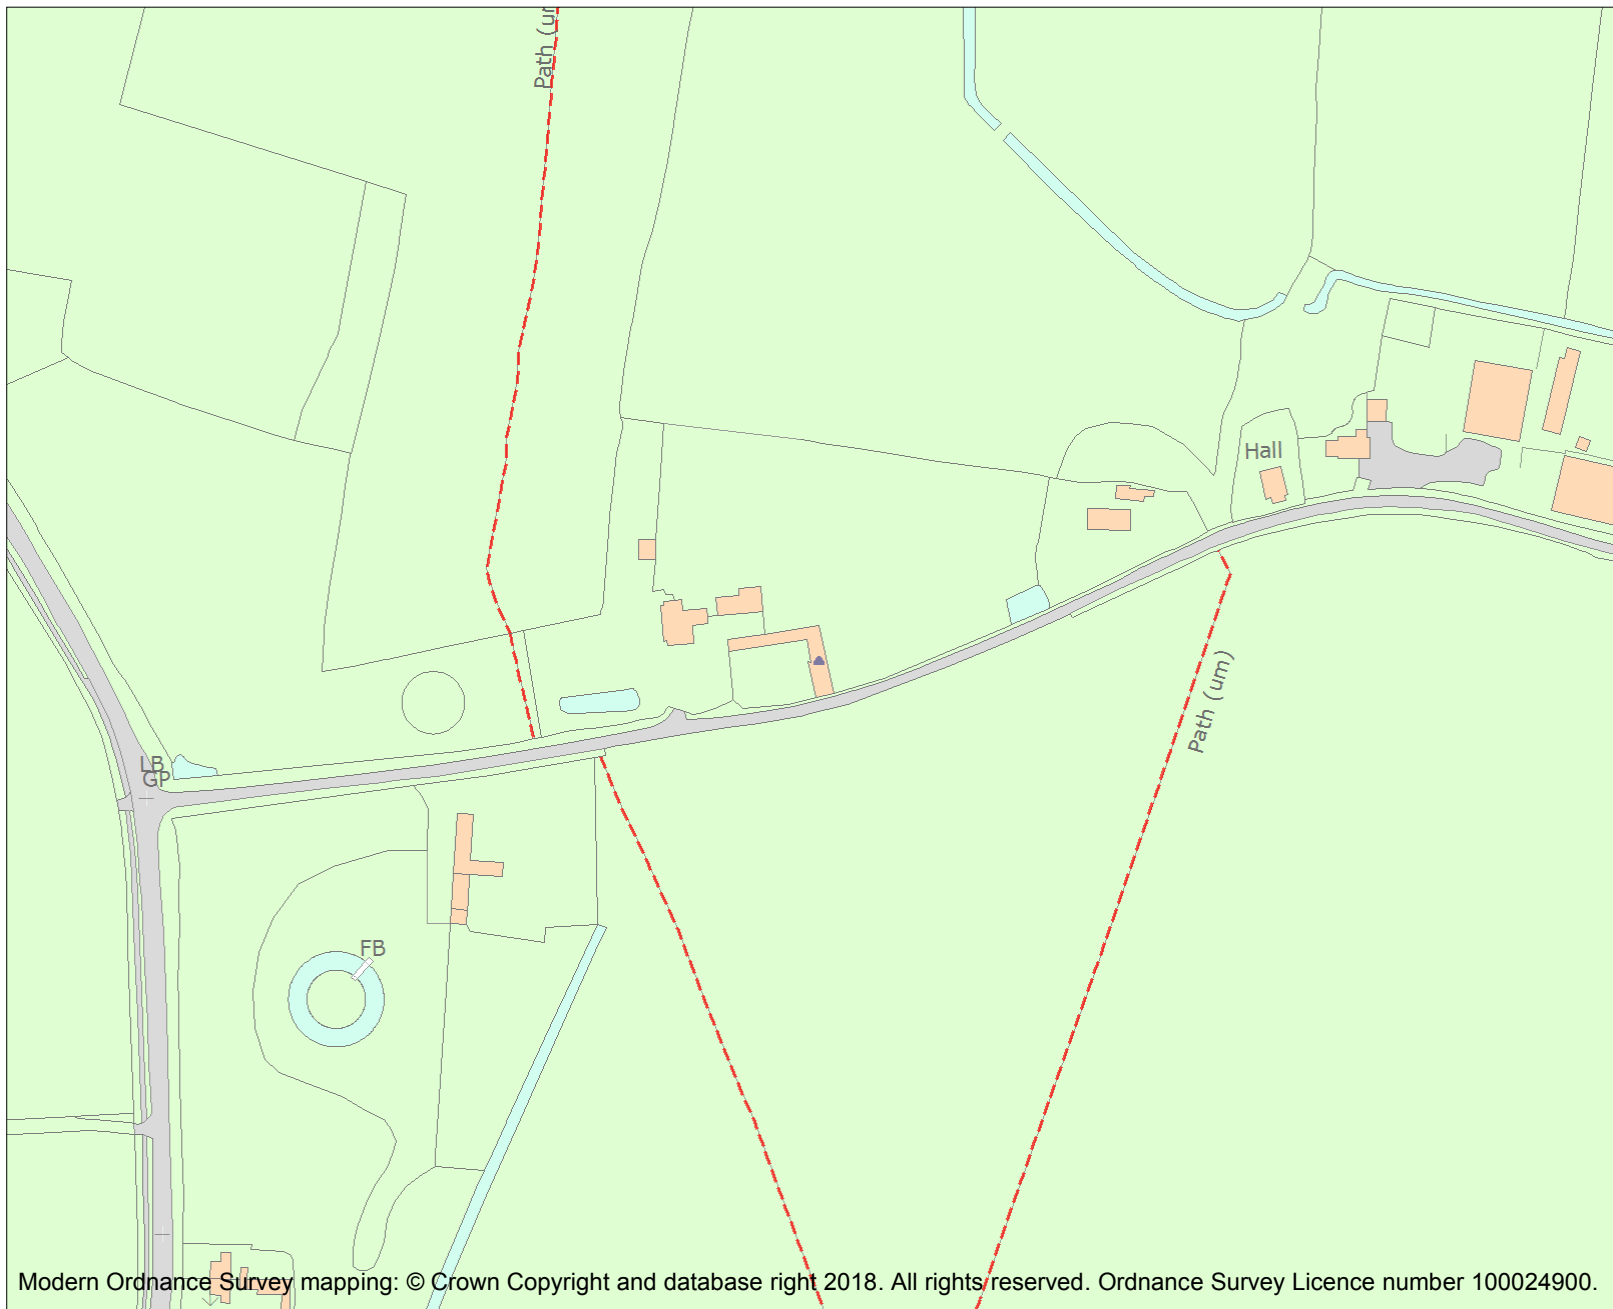 Path (un
Hall
Path (um)
LB
GP
FB
Modern Ordnance Survey mapping: © Crown Copyright and database right 2018. All rights reserved. Ordnance Survey Licence number 100024900.